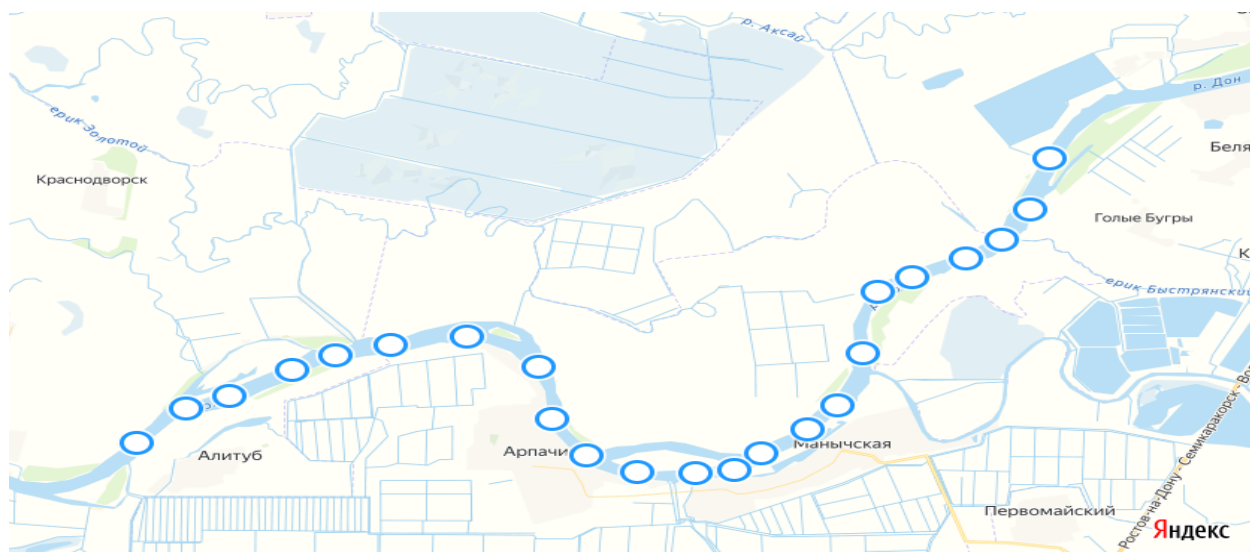 р. Аксай
р. Дон
ерик Золотой
Краснодворск
Беля
Голые Бугры
К
ерик Быстрянский
Алитуб
Арпачи
Манычская
Первомайский
Ростов-на-Дону - Семикаракорск - Во
Яндекс